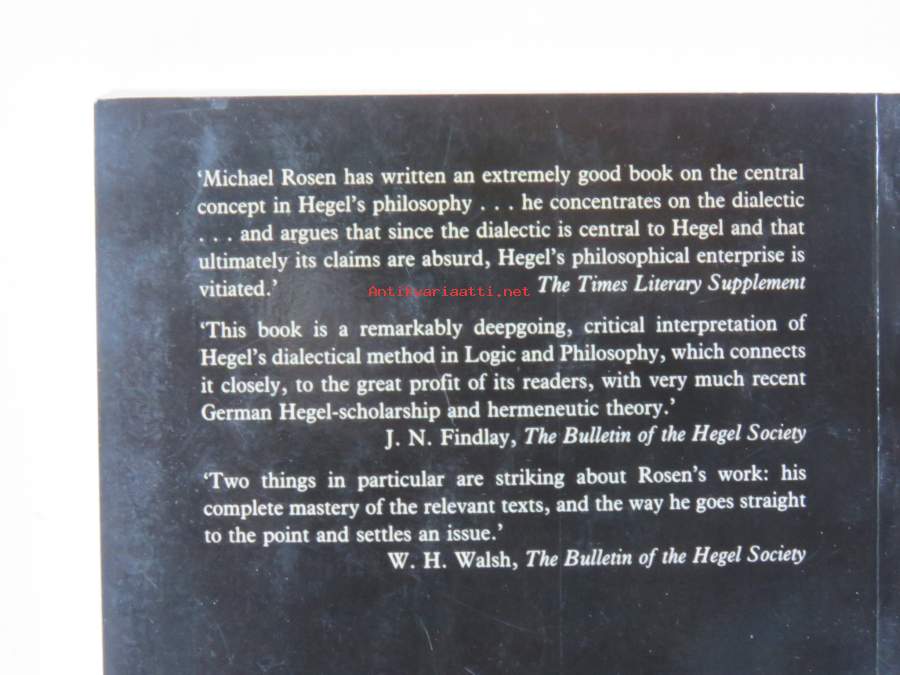 ‘Michael Rosen has written an extremely good book on the central
concept in Hegel’s philosophy . . . he concentrates on the dialectic
. . . and argues that since the dialectic is central to Hegel and that
ultimately its claims are absurd, Hegel’s philosophical enterprise is
vitiated.’ Antikvariaatti.net The Times Literary Supplement
‘This book is a remarkably deepgoing, critical interpretation of
Hegel’s dialectical method in Logic and Philosophy, which connects
it closely, to the great profit of its readers, with very much recent
German Hegel-scholarship and hermeneutic theory.’
J. N. Findlay, The Bulletin of the Hegel Society
‘Two things in particular are striking about Rosen’s work: his
complete mastery of the relevant texts, and the way he goes straight
to the point and settles an issue.’
W. H. Walsh, The Bulletin of the Hegel Society